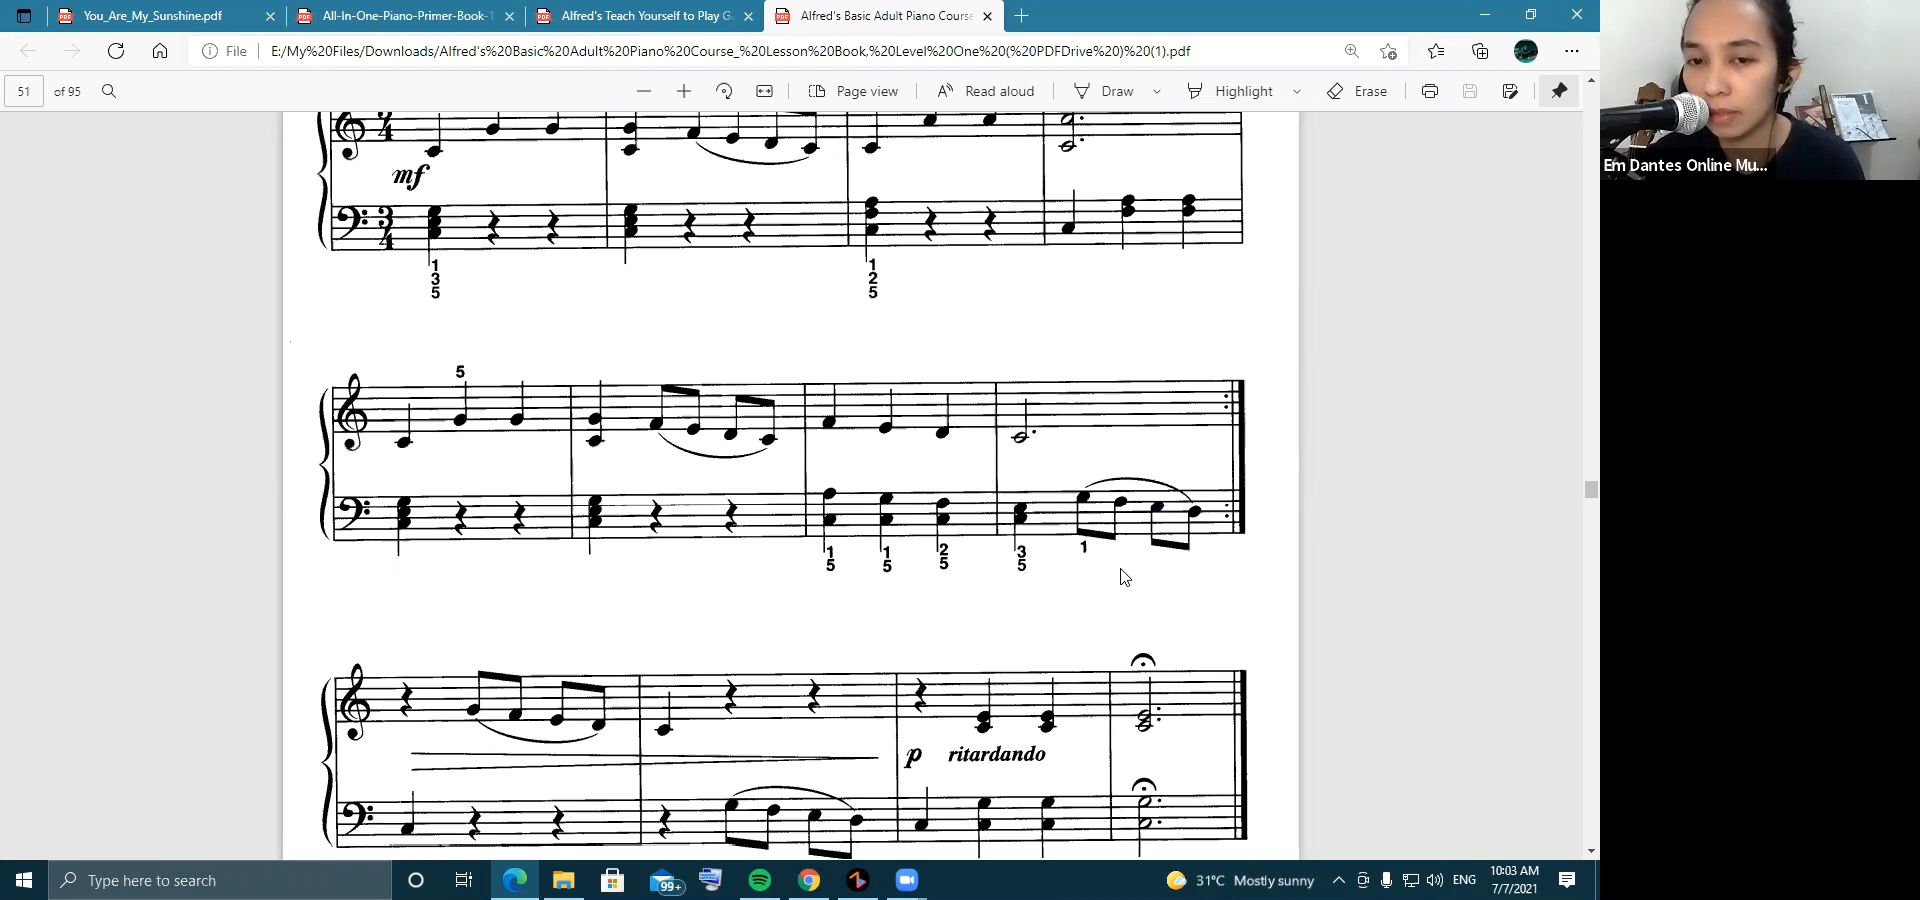 You_Are_My_Sunshine.pdf
All-In-One-Piano-Primer-Book-1
Alfred's Teach Yourself to Play G
Alfred's Basic Adult Piano Course
File
E:/My%20Files/Downloads/Alfred's%20Basic%20Adult%20Piano%20Course_%20Lesson%20Book,%20Level%20One%20(%20PDFDrive%20)%20(1).pdf
51 of 95
Page view
Read aloud
Draw
Highlight
Erase
Em Dantes Online Mu...
mf
3
4
1
3
5
1
2
5
5
1 1 2 3 1
5 5 5 5
p ritardando
Type here to search
99+
31°C Mostly sunny
ENG
10:03 AM
7/7/2021